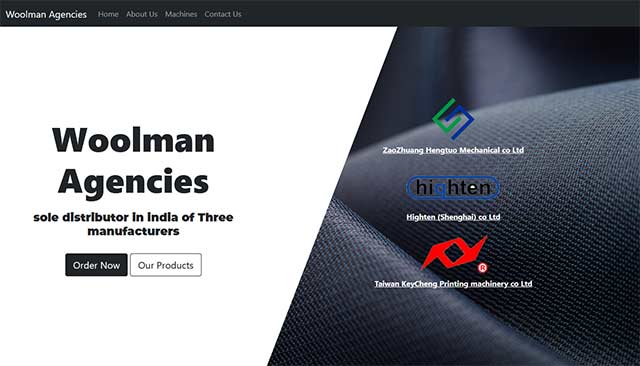 Woolman Agencies Home About Us Machines Contact Us
Woolman
Agencies
sole distributor in india of Three
manufacturers
Order Now Our Products
ZaoZhuang Hengtuo Mechanical co Ltd
highten
Highten (Shenghai) co Ltd
R
Taiwan KeyCheng Printing machinery co Ltd